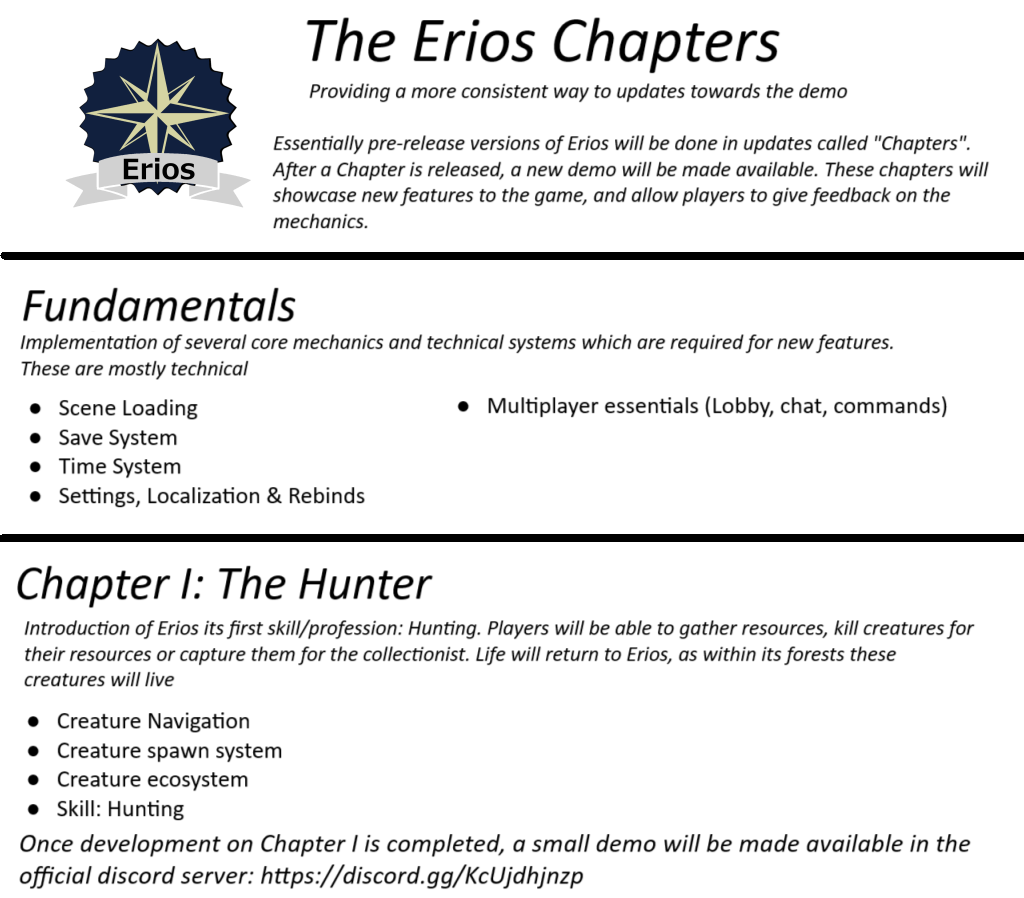 The Erios Chapters
Providing a more consistent way to updates towards the demo
Essentially pre-release versions of Erios will be done in updates called "Chapters".
After a Chapter is released, a new demo will be made available. These chapters will
showcase new features to the game, and allow players to give feedback on the
mechanics.
Erios
Fundamentals
Implementation of several core mechanics and technical systems which are required for new features.
These are mostly technical
● Scene Loading
● Save System
● Time System
● Settings, Localization & Rebinds
● Multiplayer essentials (Lobby, chat, commands)
Chapter I: The Hunter
Introduction of Erios its first skill/profession: Hunting. Players will be able to gather resources, kill creatures for
their resources or capture them for the collectionist. Life will return to Erios, as within its forests these
creatures will live
● Creature Navigation
● Creature spawn system
● Creature ecosystem
● Skill: Hunting
Once development on Chapter I is completed, a small demo will be made available in the
official discord server: https://discord.gg/KcUjdhjnzp